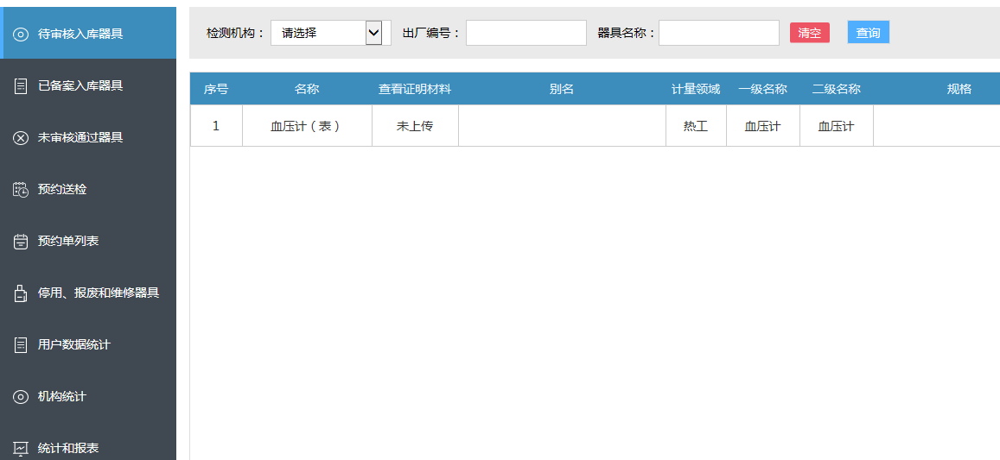 待审核入库器具
已备案入库器具
未审核通过器具
预约送检
预约单列表
停用、报废和维修器具
用户数据统计
机构统计
统计和报表
检测机构： 请选择 出厂编号： 器具名称： 清空 查询
序号 名称 查看证明材料 别名 计量领域 一级名称 二级名称 规格
1 血压计（表） 未上传 热工 血压计 血压计